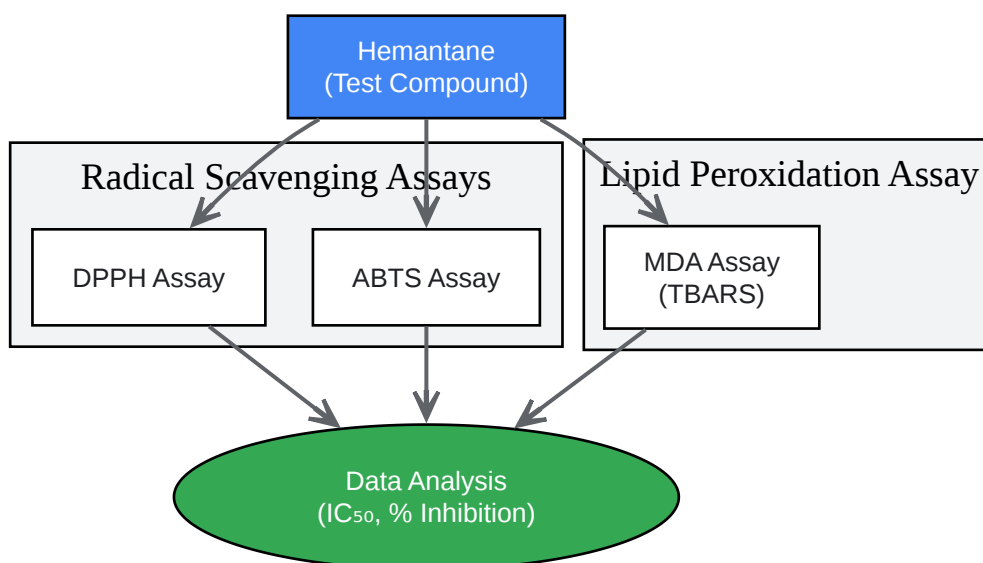 Hemantane
(Test Compound)
Radical Scavenging Assays
Lipid Peroxidation Assay
DPPH Assay
ABTS Assay
MDA Assay
(TBARS)
Data Analysis
(IC₅₀, % Inhibition)